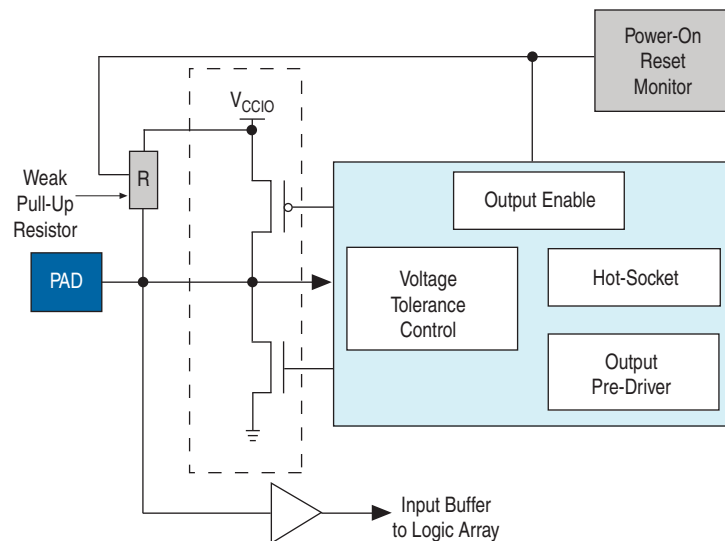 Power-On
Reset
Monitor
VCCIO
R
Weak
Pull-Up
Resistor
Output Enable
PAD
Voltage
Tolerance
Control
Hot-Socket
Output
Pre-Driver
Input Buffer
to Logic Array